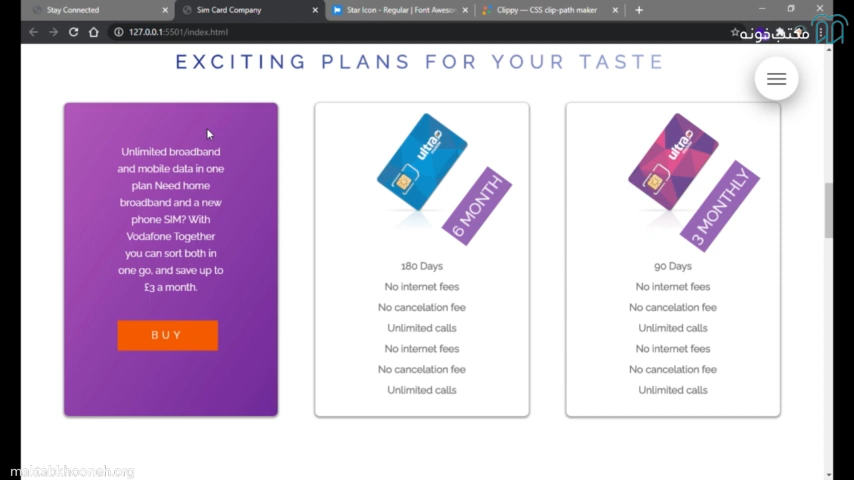 Stay Connected
Sim Card Company
Star Icon - Regular | Font Aweso
Clippy — CSS clip-path maker
127.0.0.1:5501/index.html
مکتب‌خونه
EXCITING PLANS FOR YOUR TASTE
Unlimited broadband
and mobile data in one
plan Need home
broadband and a new
phone SIM? With
Vodafone Together
you can sort both in
one go, and save up to
£3 a month.
BUY
ultra
6 MONTH
180 Days
No internet fees
No cancelation fee
Unlimited calls
No internet fees
No cancelation fee
Unlimited calls
ultra
3 MONTHLY
90 Days
No internet fees
No cancelation fee
Unlimited calls
No internet fees
No cancelation fee
Unlimited calls
maktabkhooneh.org